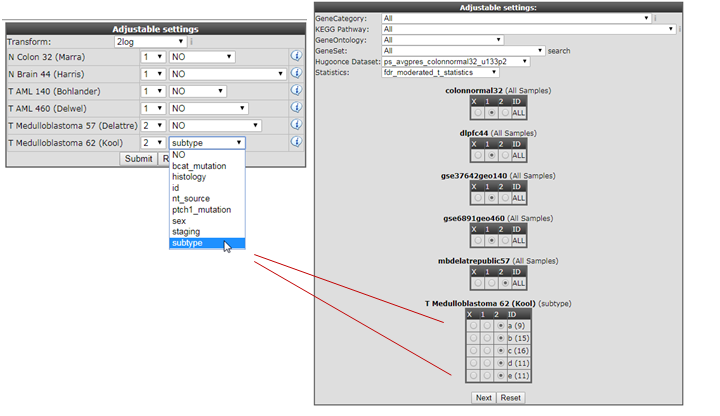 Adjustable settings
Transform: 2log i
N Colon 32 (Marra) 1 NO
N Brain 44 (Harris) 1 NO
T AML 140 (Bohlander) 1 NO
T AML 460 (Delwel) 1 NO
T Medulloblastoma 57 (Delattre) 2 NO
T Medulloblastoma 62 (Kool) 2 subtype
Submit R
NO
bcat_mutation
histology
id
nt_source
ptch1_mutation
sex
staging
subtype
Adjustable settings:
GeneCategory: All i
KEGG Pathway: All i
GeneOntology: All
GeneSet: All search
Hugoonce Dataset: ps_avgpres_colonnormal32_u133p2
Statistics: fdr_moderated_t_statistics
colonnormal32 (All Samples)
X 1 2 ID
ALL
dlpfc44 (All Samples)
X 1 2 ID
ALL
gse37642geo140 (All Samples)
X 1 2 ID
ALL
gse6891geo460 (All Samples)
X 1 2 ID
ALL
mbdelatrepublic57 (All Samples)
X 1 2 ID
ALL
T Medulloblastoma 62 (Kool) (subtype)
X 1 2 ID
a (9)
b (15)
c (16)
d (11)
e (11)
Next Reset